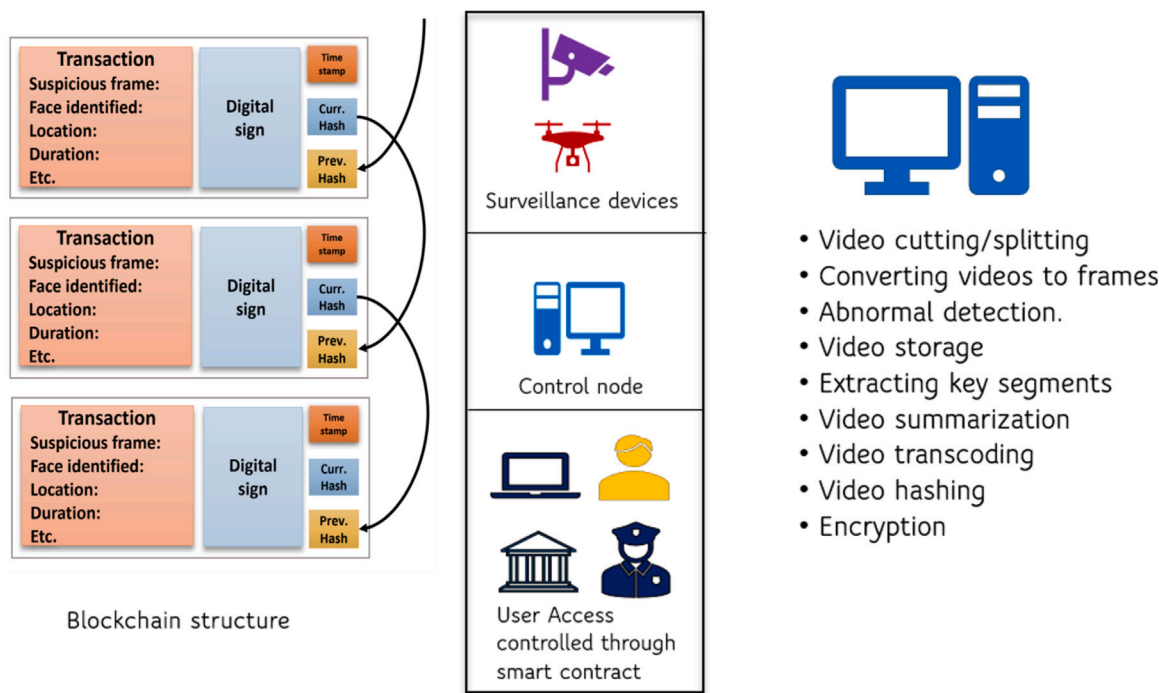 Transaction
Suspicious frame:
Face identified:
Location:
Duration:
Etc.
Digital
sign
Time
stamp
Curr.
Hash
Prev.
Hash
Transaction
Suspicious frame:
Face identified:
Location:
Duration:
Etc.
Digital
sign
Time
stamp
Curr.
Hash
Prev.
Hash
Transaction
Suspicious frame:
Face identified:
Location:
Duration:
Etc.
Digital
sign
Time
stamp
Curr.
Hash
Prev.
Hash
Blockchain structure
Surveillance devices
Control node
User Access
controlled through
smart contract
• Video cutting/splitting
• Converting videos to frames
• Abnormal detection.
• Video storage
• Extracting key segments
• Video summarization
• Video transcoding
• Video hashing
• Encryption